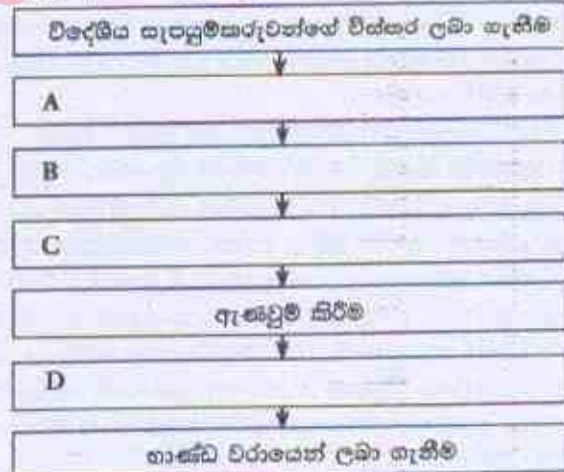 විදේශීය සැපයුම්කරුවන්ගේ විස්තර ලබා ගැනීම
A
B
C
ඇණවුම් කිරීම
D
භාණ්ඩ වරායෙන් ලබා ගැනීම